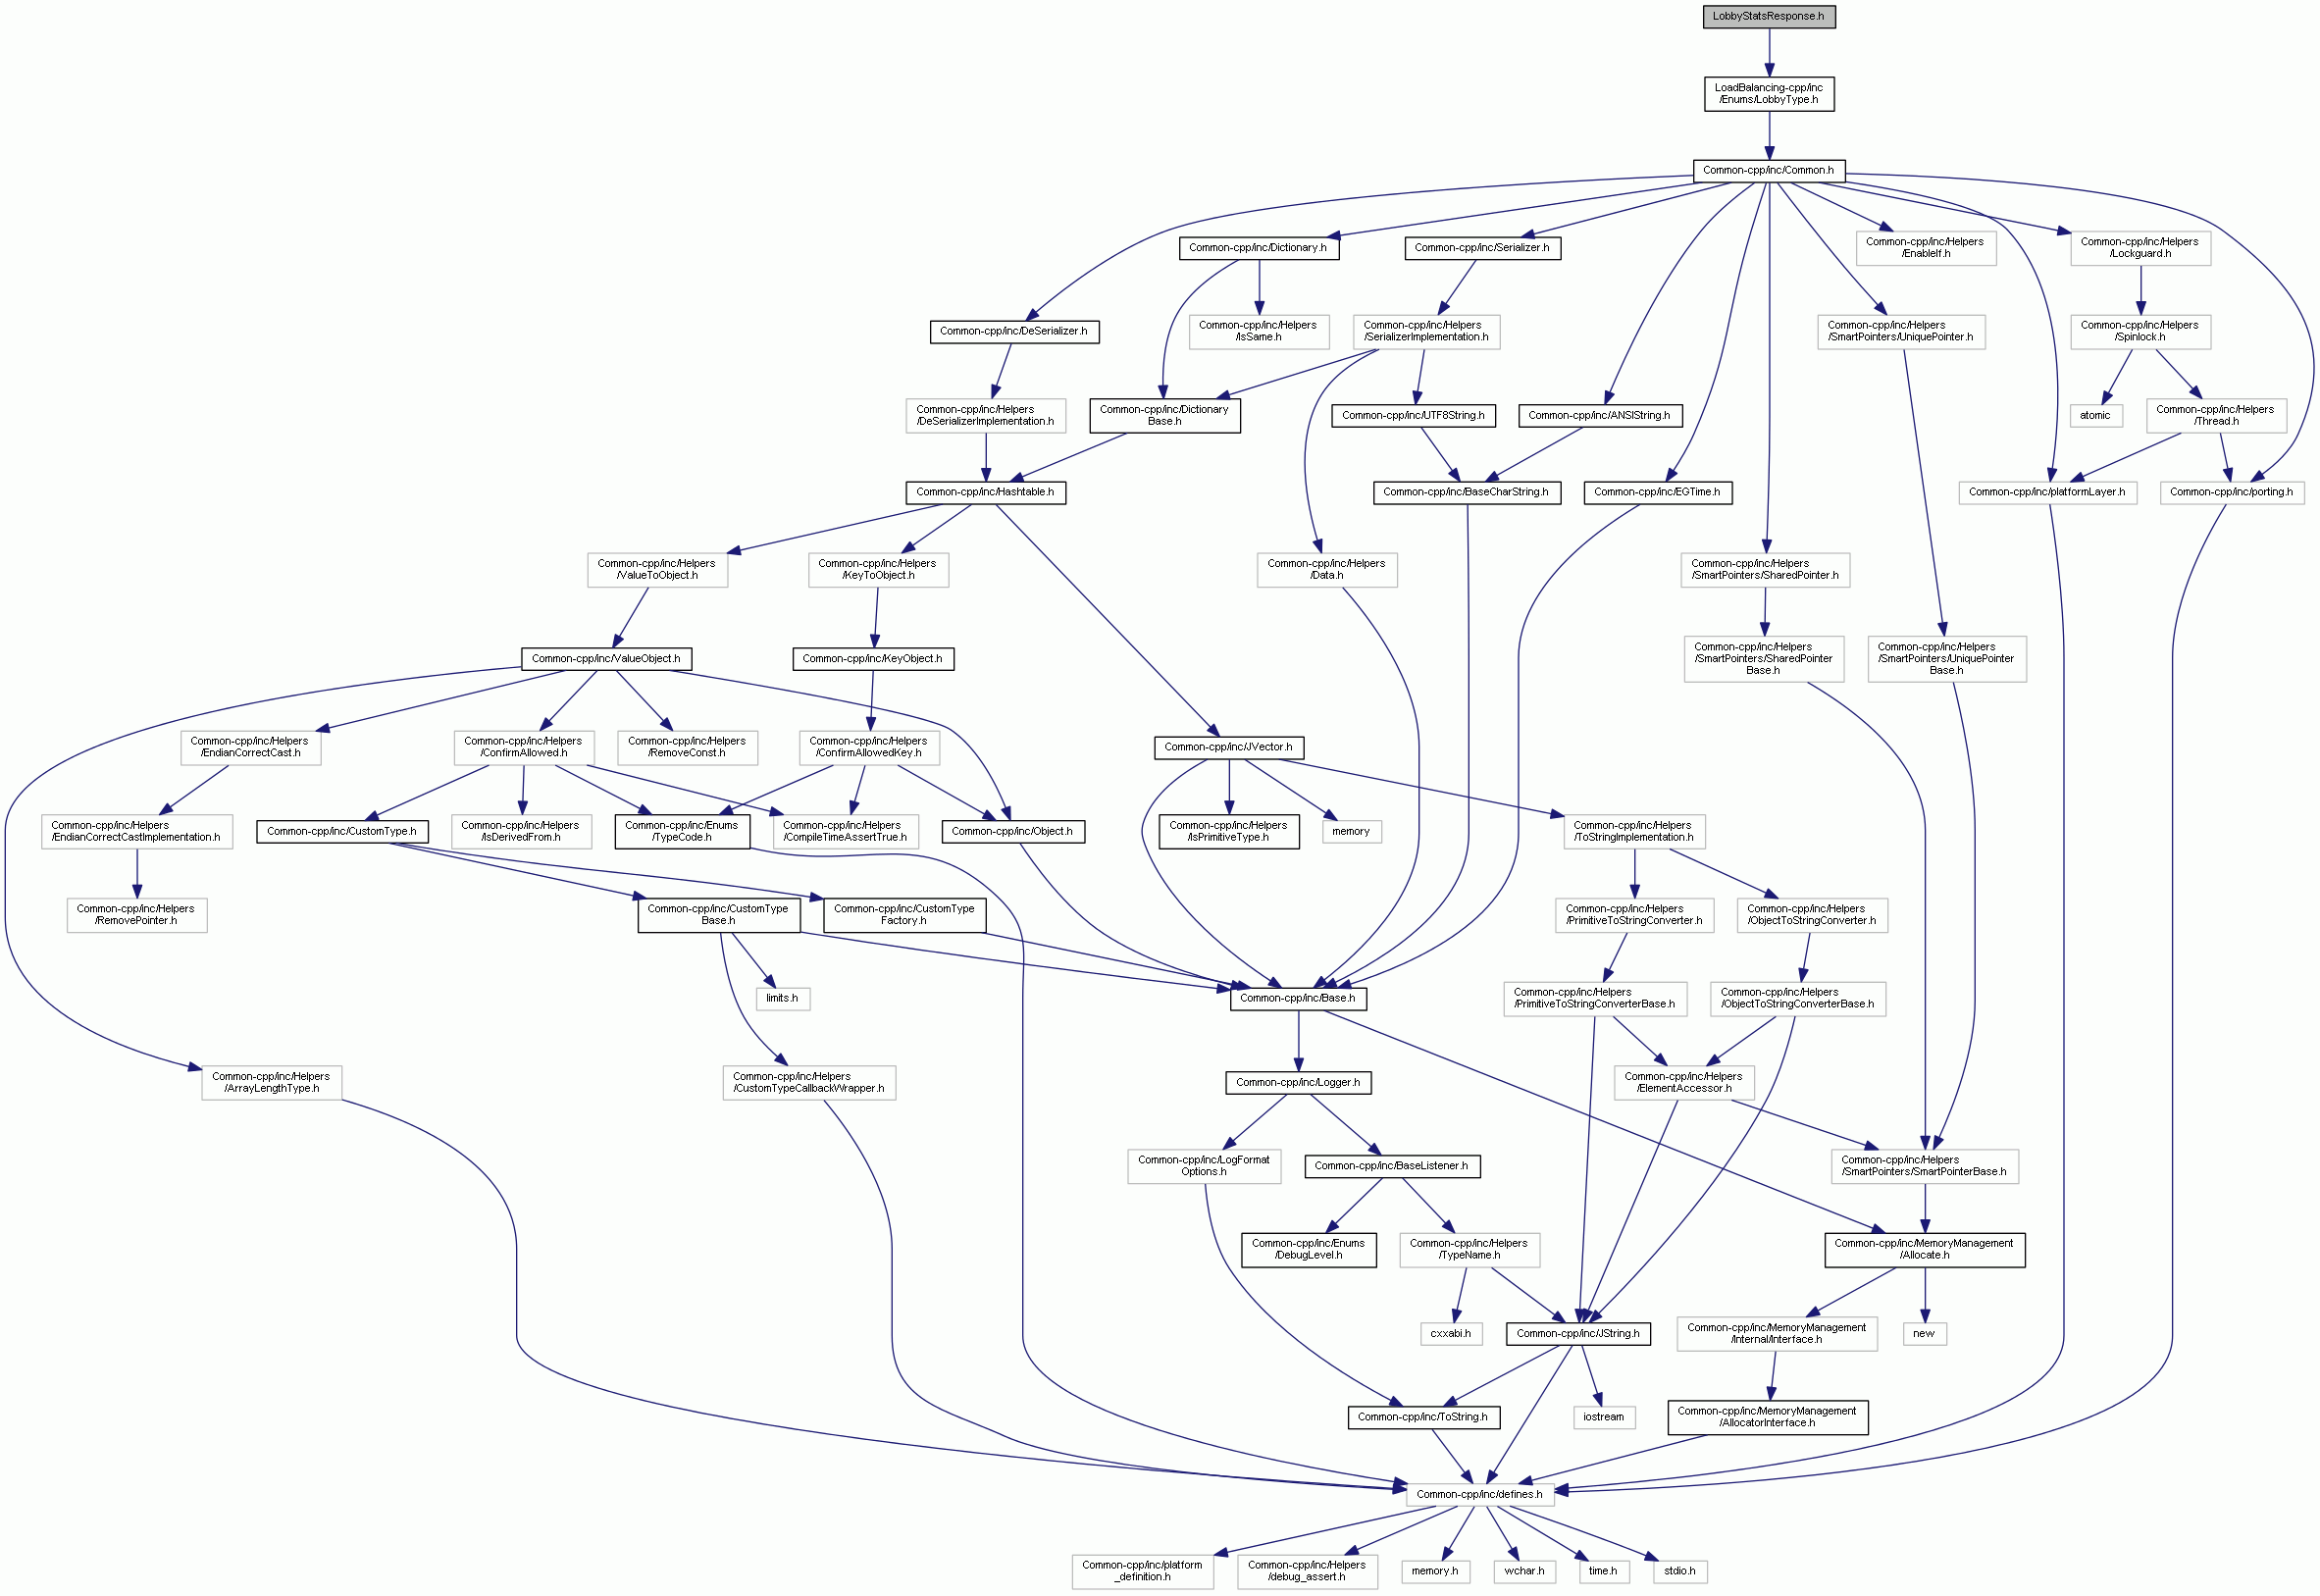 LobbyStatsResponse.h
LoadBalancing-cpp/inc
/Enums/LobbyType.h
Common-cpp/inc/Common.h
Common-cpp/inc/Dictionary.h
Common-cpp/inc/Serializer.h
Common-cpp/inc/Helpers
/EnableIf.h
Common-cpp/inc/Helpers
/Lockguard.h
Common-cpp/inc/DeSerializer.h
Common-cpp/inc/Helpers
/IsSame.h
Common-cpp/inc/Helpers
/SerializerImplementation.h
Common-cpp/inc/Helpers
/SmartPointers/UniquePointer.h
Common-cpp/inc/Helpers
/Spinlock.h
Common-cpp/inc/Helpers
/DeSerializerImplementation.h
Common-cpp/inc/Dictionary
Base.h
Common-cpp/inc/UTF8String.h
Common-cpp/inc/ANSIString.h
atomic
Common-cpp/inc/Helpers
/Thread.h
Common-cpp/inc/Hashtable.h
Common-cpp/inc/BaseCharString.h
Common-cpp/inc/EGTime.h
Common-cpp/inc/platformLayer.h
Common-cpp/inc/porting.h
Common-cpp/inc/Helpers
/ValueToObject.h
Common-cpp/inc/Helpers
/KeyToObject.h
Common-cpp/inc/Helpers
/Data.h
Common-cpp/inc/Helpers
/SmartPointers/SharedPointer.h
Common-cpp/inc/ValueObject.h
Common-cpp/inc/KeyObject.h
Common-cpp/inc/Helpers
/SmartPointers/SharedPointer
Base.h
Common-cpp/inc/Helpers
/SmartPointers/UniquePointer
Base.h
Common-cpp/inc/Helpers
/EndianCorrectCast.h
Common-cpp/inc/Helpers
/ConfirmAllowed.h
Common-cpp/inc/Helpers
/RemoveConst.h
Common-cpp/inc/Helpers
/ConfirmAllowedKey.h
Common-cpp/inc/JVector.h
Common-cpp/inc/Helpers
/EndianCorrectCastImplementation.h
Common-cpp/inc/CustomType.h
Common-cpp/inc/Helpers
/IsDerivedFrom.h
Common-cpp/inc/Enums
/TypeCode.h
Common-cpp/inc/Helpers
/CompileTimeAssertTrue.h
Common-cpp/inc/Object.h
Common-cpp/inc/Helpers
/IsPrimitiveType.h
memory
Common-cpp/inc/Helpers
/ToStringImplementation.h
Common-cpp/inc/Helpers
/RemovePointer.h
Common-cpp/inc/CustomType
Base.h
Common-cpp/inc/CustomType
Factory.h
Common-cpp/inc/Helpers
/PrimitiveToStringConverter.h
Common-cpp/inc/Helpers
/ObjectToStringConverter.h
limits.h
Common-cpp/inc/Base.h
Common-cpp/inc/Helpers
/PrimitiveToStringConverterBase.h
Common-cpp/inc/Helpers
/ObjectToStringConverterBase.h
Common-cpp/inc/Helpers
/ArrayLengthType.h
Common-cpp/inc/Helpers
/CustomTypeCallbackWrapper.h
Common-cpp/inc/Logger.h
Common-cpp/inc/Helpers
/ElementAccessor.h
Common-cpp/inc/LogFormat
Options.h
Common-cpp/inc/BaseListener.h
Common-cpp/inc/Helpers
/SmartPointers/SmartPointerBase.h
Common-cpp/inc/Enums
/DebugLevel.h
Common-cpp/inc/Helpers
/TypeName.h
Common-cpp/inc/MemoryManagement
/Allocate.h
cxxabi.h
Common-cpp/inc/JString.h
Common-cpp/inc/MemoryManagement
/Internal/Interface.h
new
Common-cpp/inc/ToString.h
iostream
Common-cpp/inc/MemoryManagement
/AllocatorInterface.h
Common-cpp/inc/defines.h
Common-cpp/inc/platform
_definition.h
Common-cpp/inc/Helpers
/debug_assert.h
memory.h
wchar.h
time.h
stdio.h